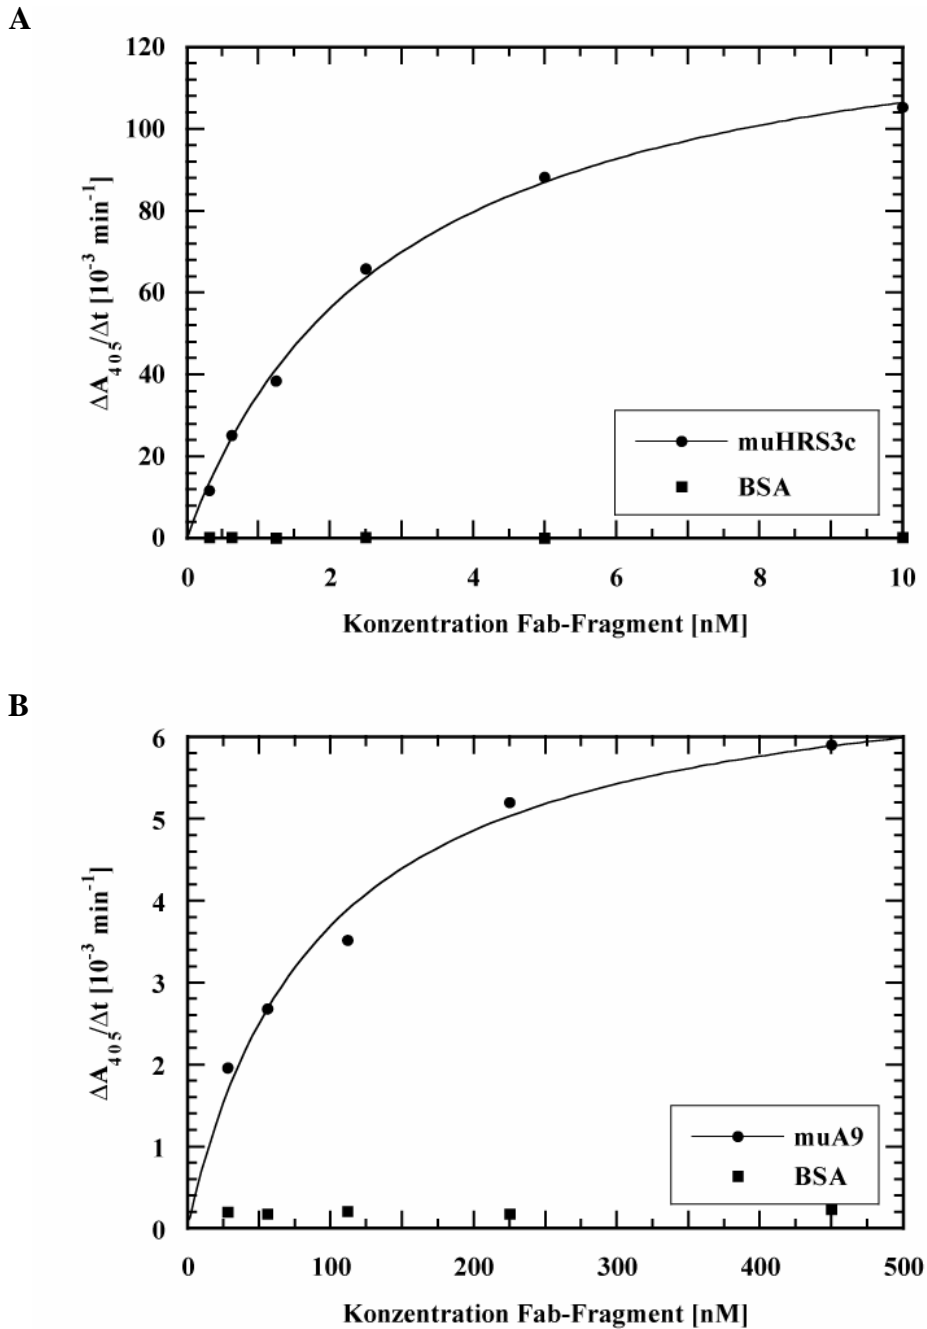 A
120
100
80
60
40
20
0
ΔA405/Δt [10-3 min-1]
muHRS3c
BSA
0 2 4 6 8 10
Konzentration Fab-Fragment [nM]
B
6
5
4
3
2
1
0
ΔA405/Δt [10-3 min-1]
muA9
BSA
0 100 200 300 400 500
Konzentration Fab-Fragment [nM]